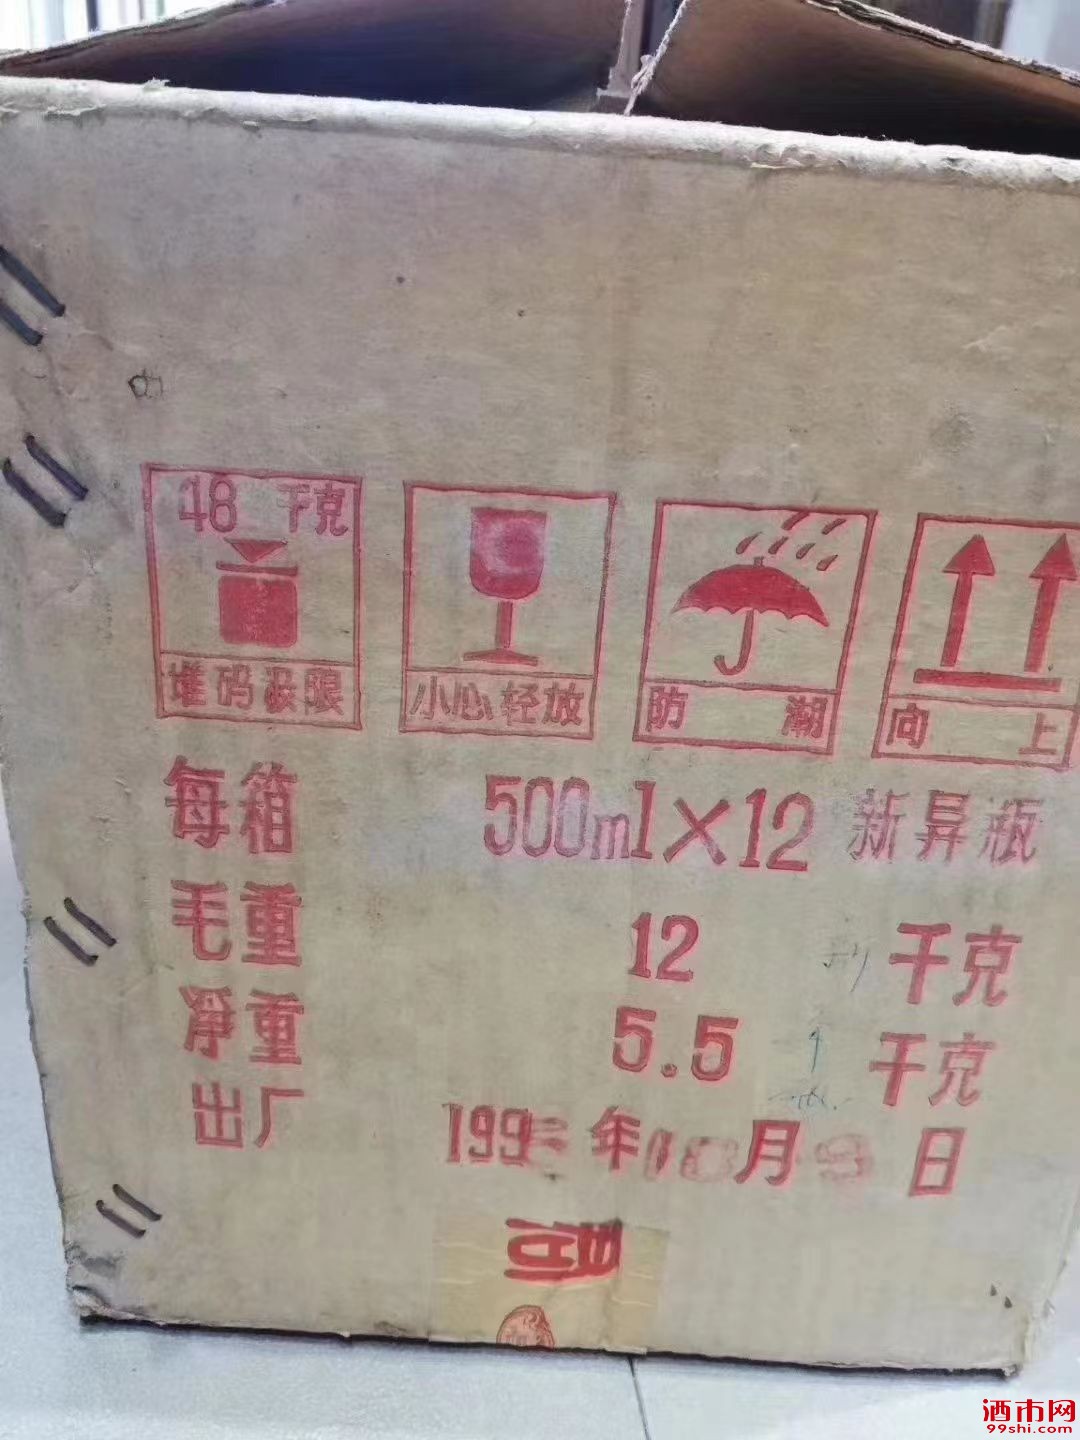 48 千克
堆码极限
小心轻放
防 潮
向 上
每箱 500ml×12 新异瓶
毛重 12 千克
净重 5.5 千克
出厂 199 年 月 日
酒市网
99shi.com